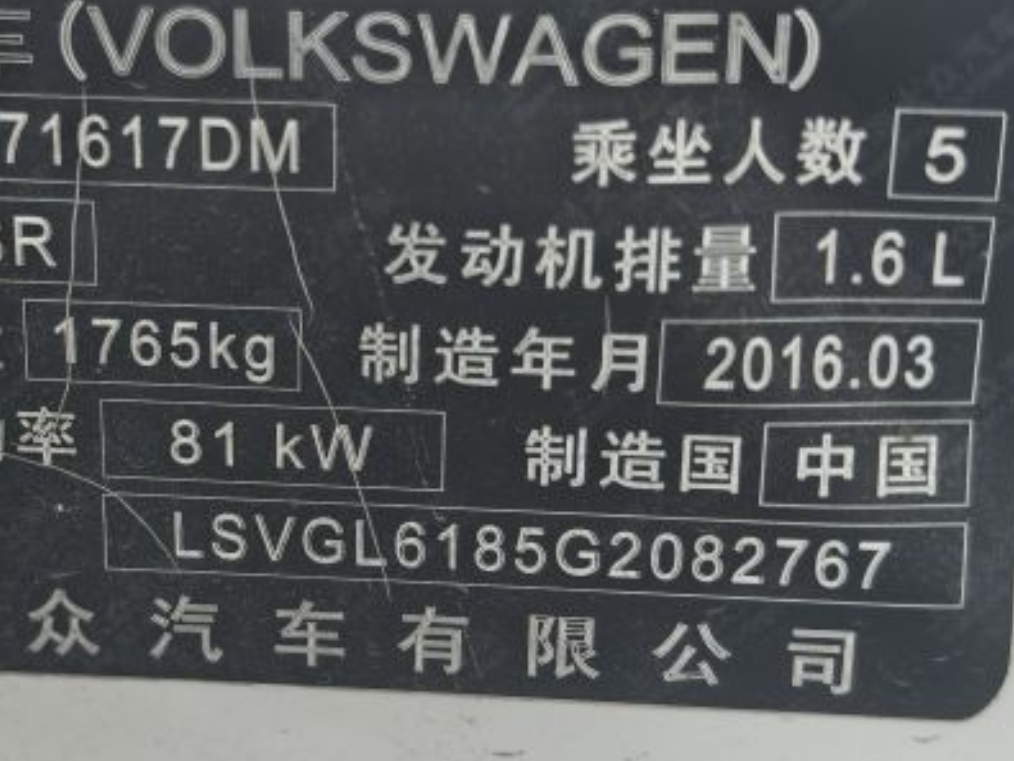 (VOLKSWAGEN)
71617DM 乘坐人数 5
R 发动机排量 1.6 L
1765kg 制造年月 2016.03
率 81 kW 制造国 中国
LSVGL6185G2082767
众汽车有限公司